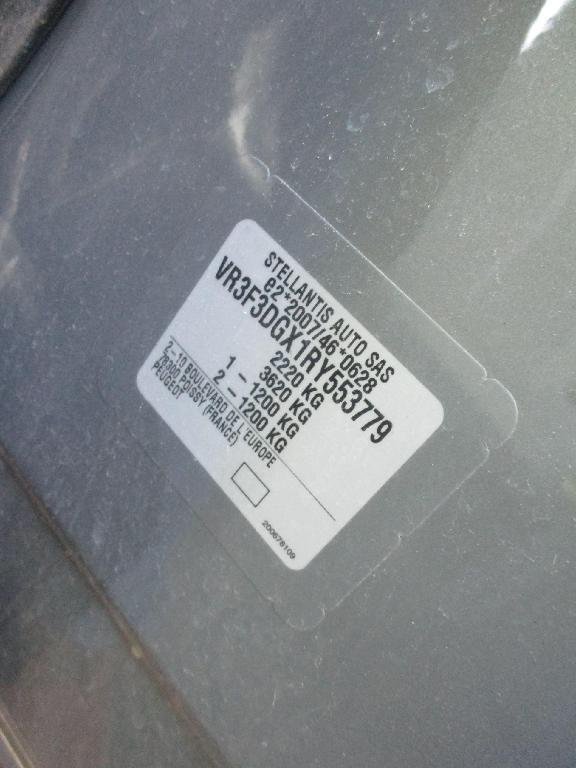 STELLANTIS AUTO SAS
e2*2007/46*0628
VR3F3DGX1RY553779
2220 KG
3620 KG
1 – 1200 KG
2 – 1200 KG
2–10 BOULEVARD DE L'EUROPE
78300 POISSY (FRANCE)
PEUGEOT
200678109